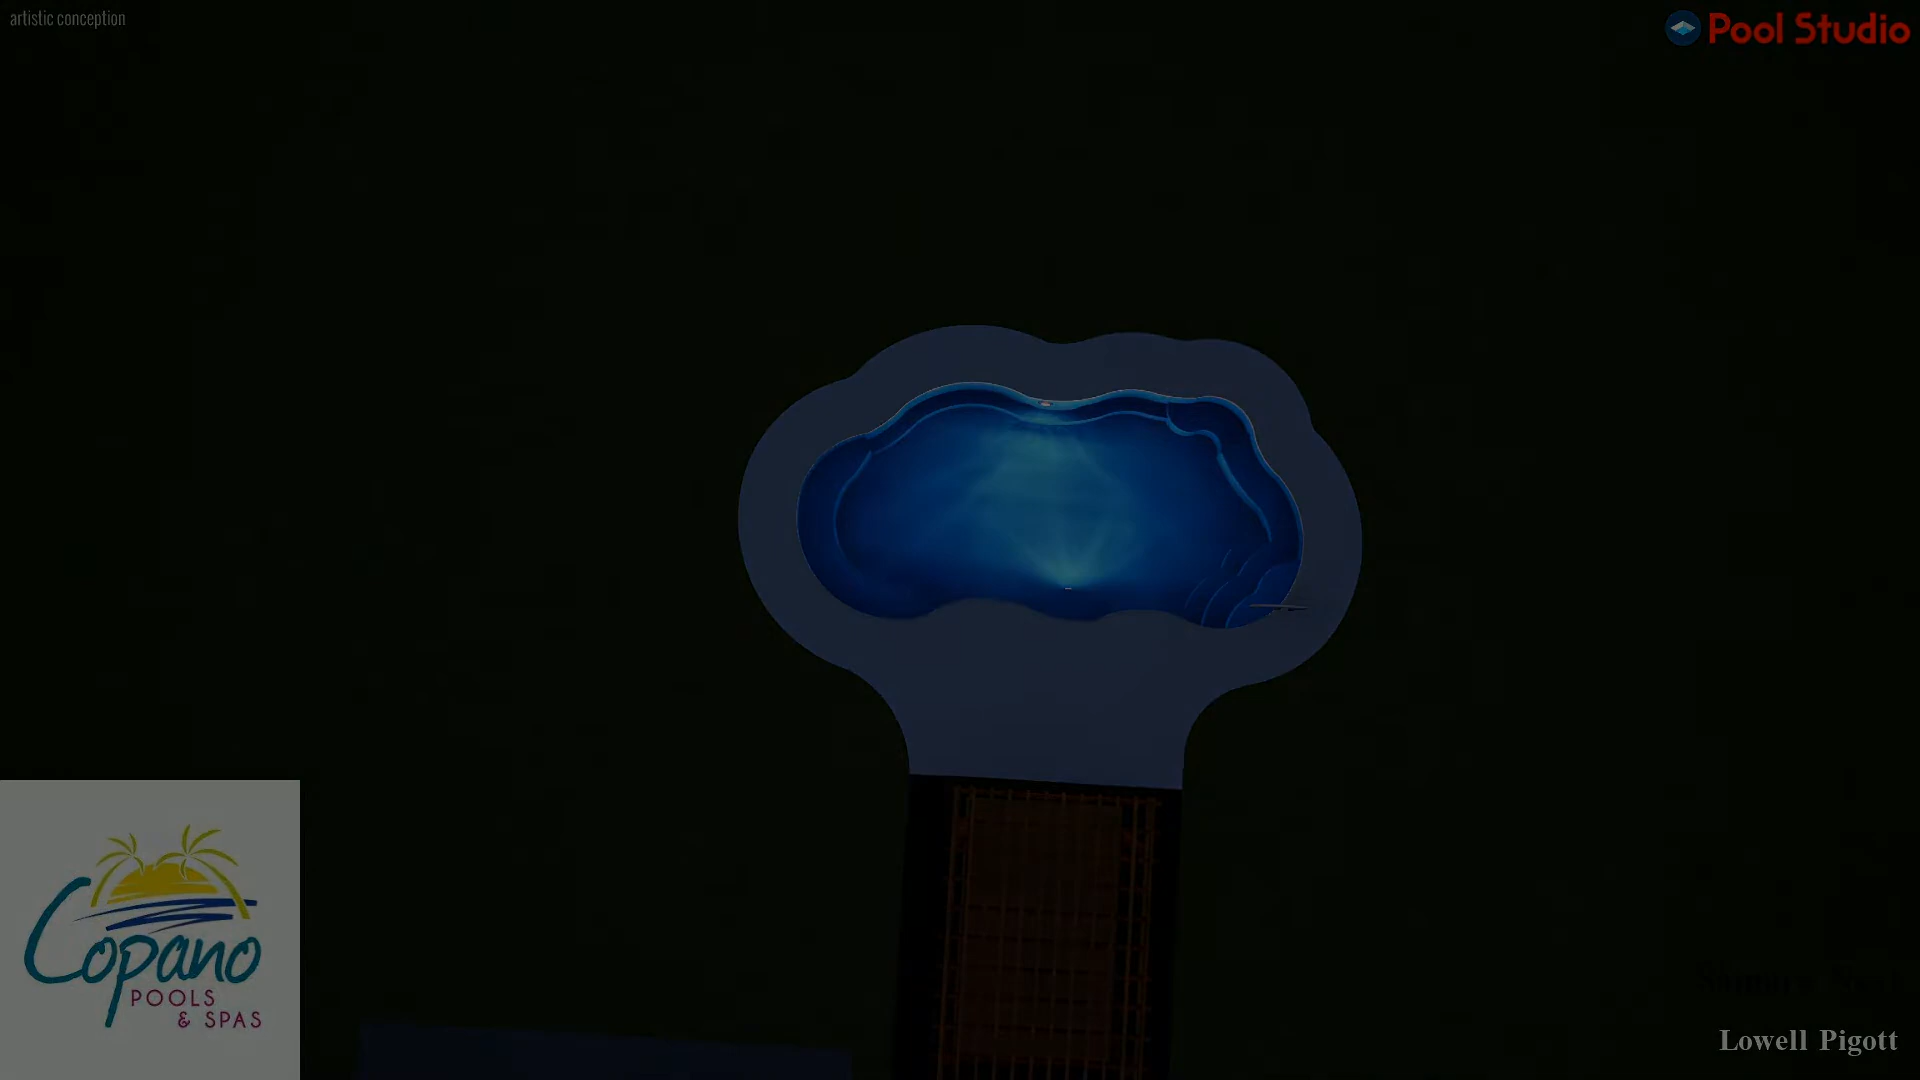 artistic conception
Pool Studio
Copano
POOLS
& SPAS
Lowell Pigott